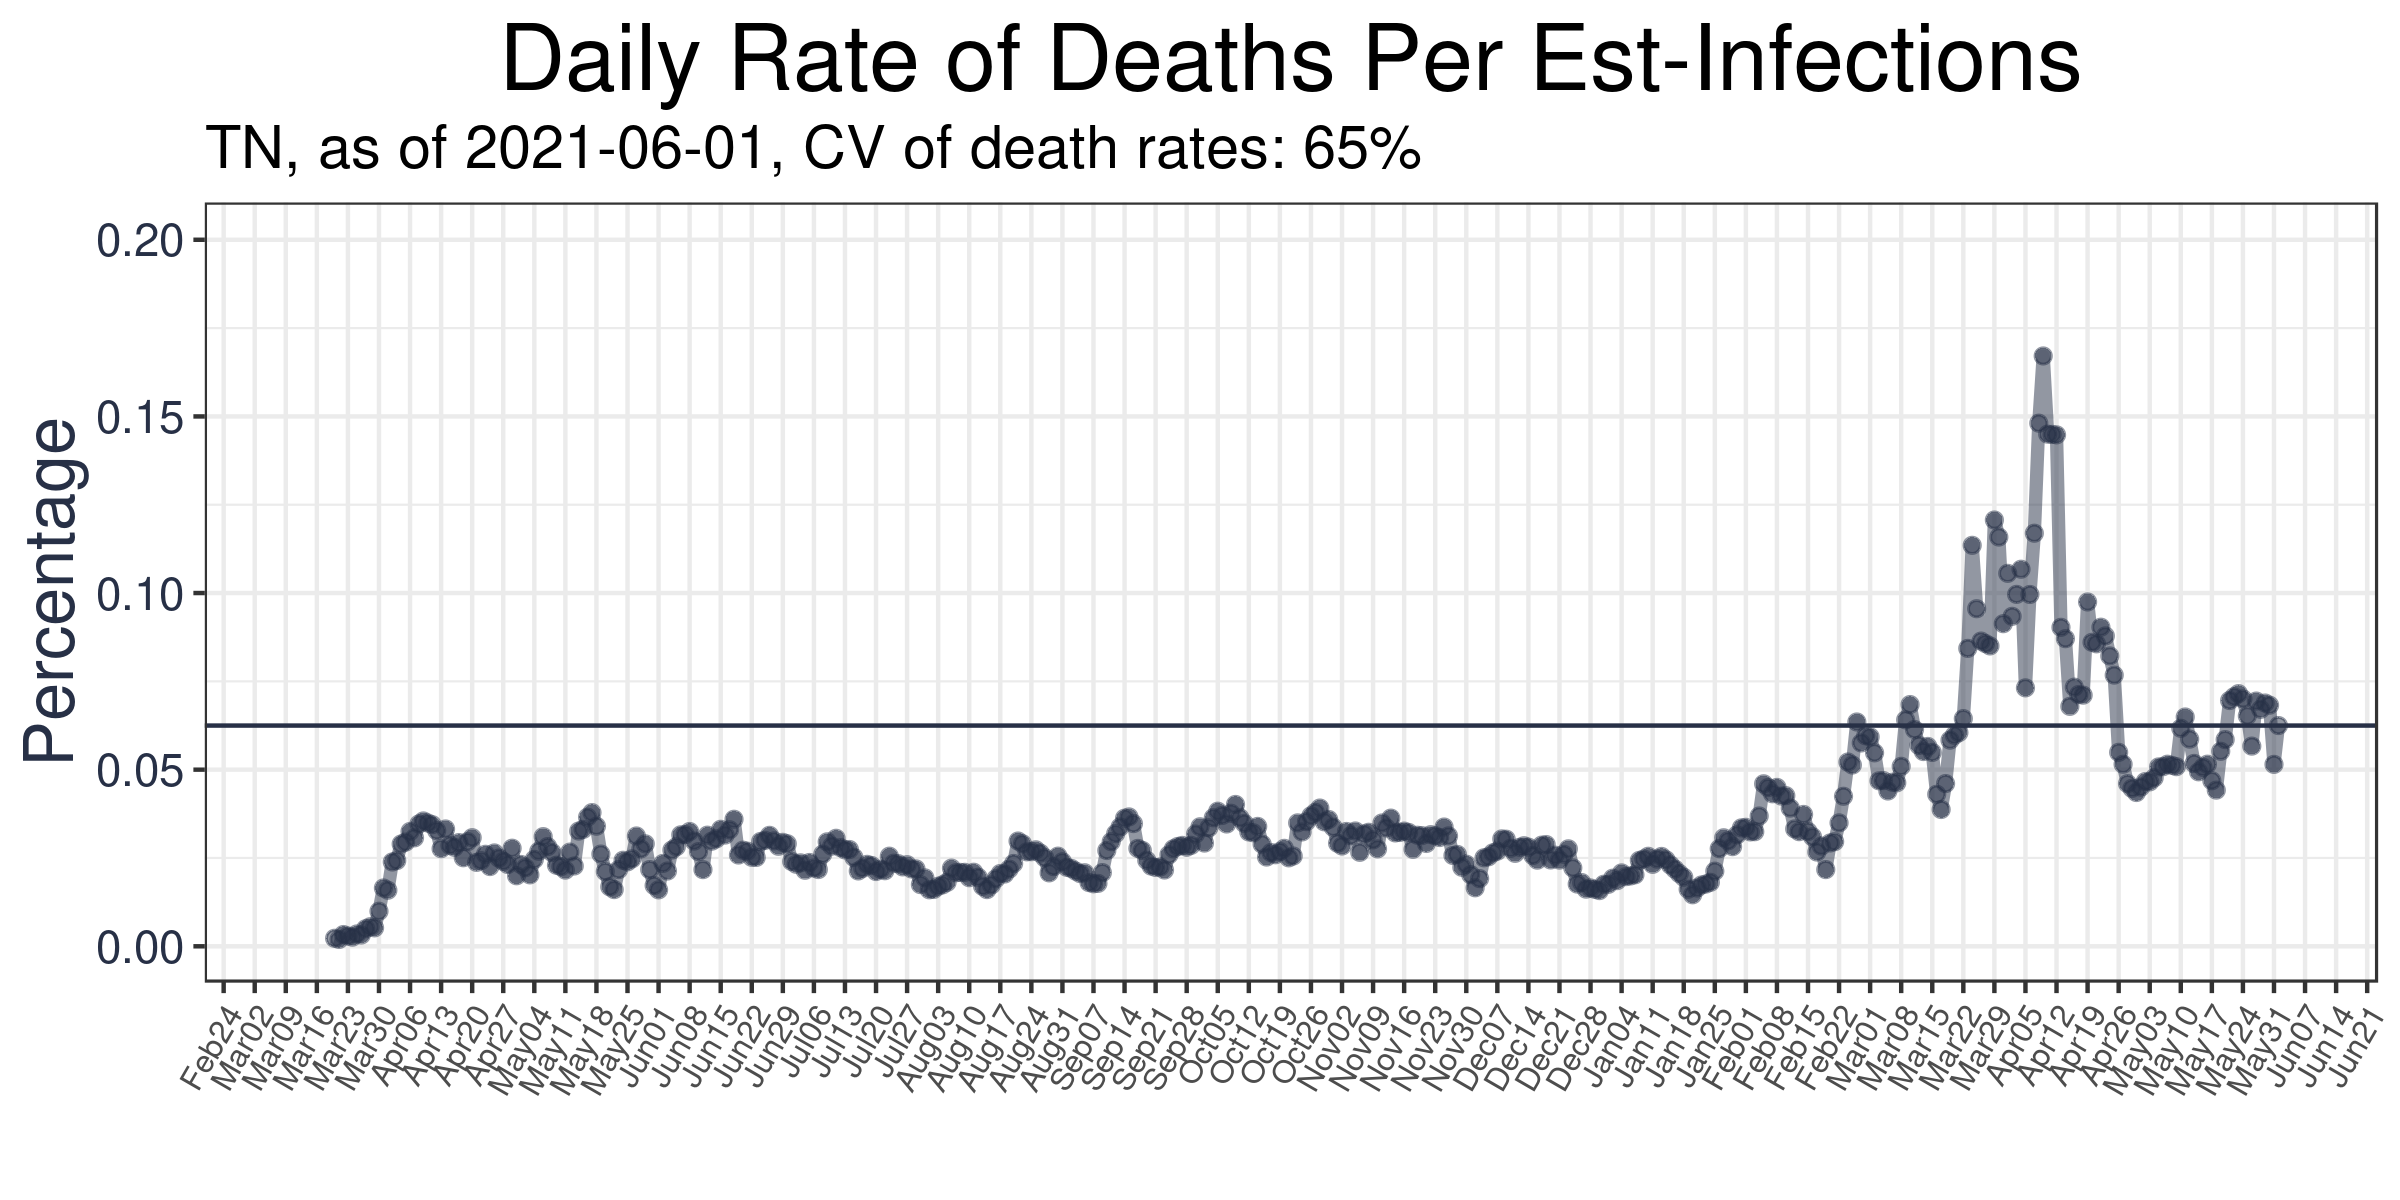 Daily Rate of Deaths Per Est-Infections
TN, as of 2021-06-01, CV of death rates: 65%
Percentage
0.20
0.15
0.10
0.05
0.00
Feb24
Mar02
Mar09
Mar16
Mar23
Mar30
Apr06
Apr13
Apr20
Apr27
May04
May11
May18
May25
Jun01
Jun08
Jun15
Jun22
Jun29
Jul06
Jul13
Jul20
Jul27
Aug03
Aug10
Aug17
Aug24
Aug31
Sep07
Sep14
Sep21
Sep28
Oct05
Oct12
Oct19
Oct26
Nov02
Nov09
Nov16
Nov23
Nov30
Dec07
Dec14
Dec21
Dec28
Jan04
Jan11
Jan18
Jan25
Feb01
Feb08
Feb15
Feb22
Mar01
Mar08
Mar15
Mar22
Mar29
Apr05
Apr12
Apr19
Apr26
May03
May10
May17
May24
May31
Jun07
Jun14
Jun21